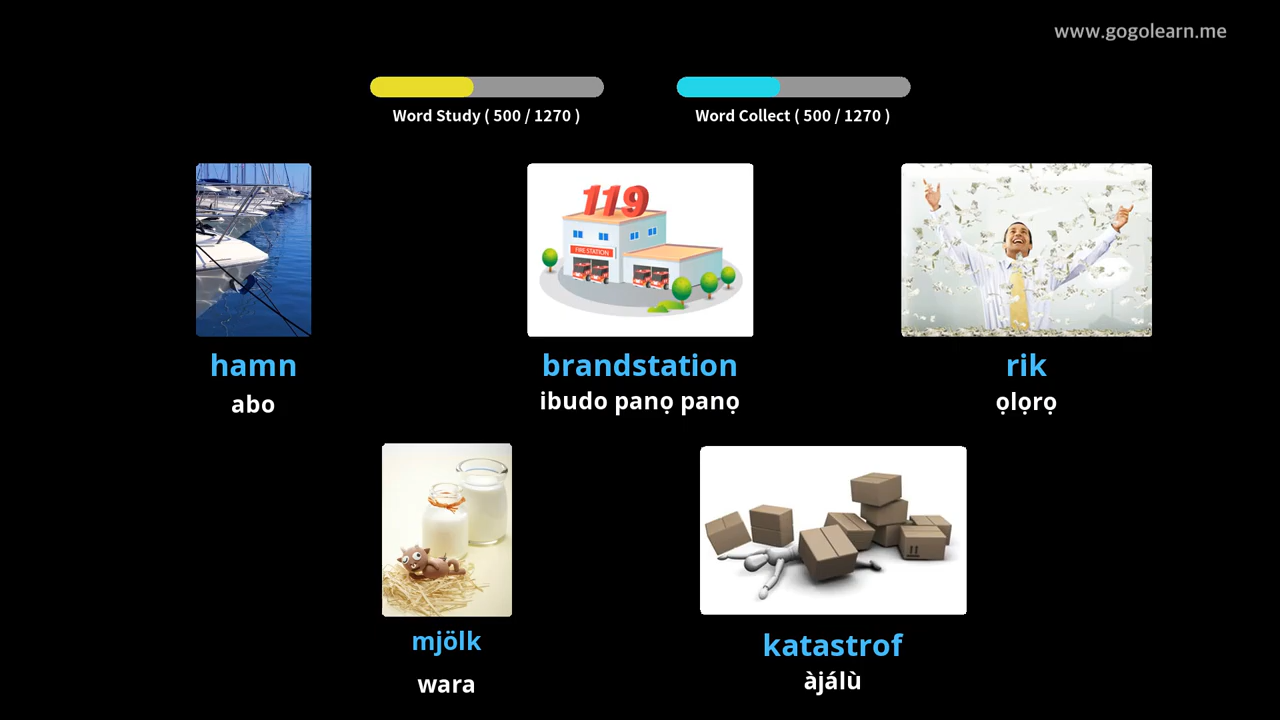 www.gogolearn.me
Word Study ( 500 / 1270 )
Word Collect ( 500 / 1270 )
119
FIRE STATION
hamn
abo
brandstation
ibudo panọ panọ
rik
ọlọrọ
mjölk
wara
katastrof
àjálù